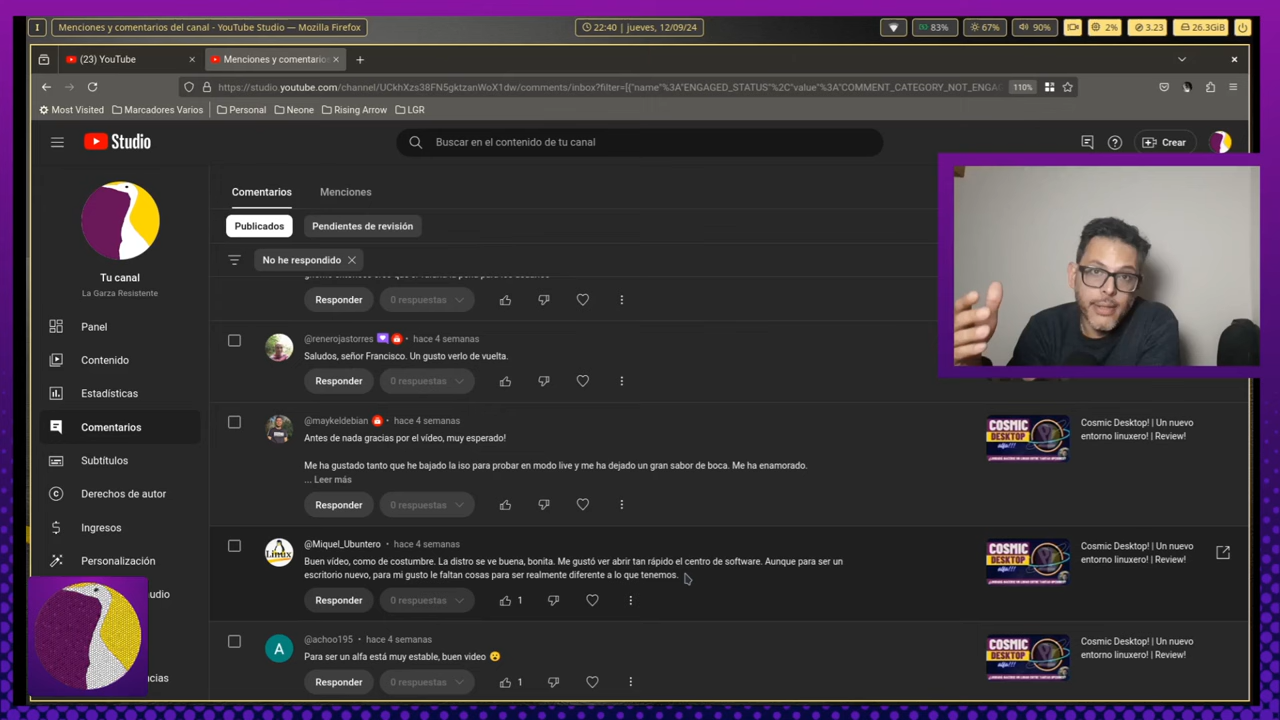 I
Menciones y comentarios del canal - YouTube Studio — Mozilla Firefox
22:40 | jueves, 12/09/24
83%
67%
90%
2%
3.23
26.3GiB
(23) YouTube
Menciones y comentario
https://studio.youtube.com/channel/UCkhXzs38FN5gktzanWoX1dw/comments/inbox?filter=[{"name"%3A"ENGAGED_STATUS"%2C"value"%3A"COMMENT_CATEGORY_NOT_ENGA
110%
Most Visited
Marcadores Varios
Personal
Neone
Rising Arrow
LGR
Studio
Buscar en el contenido de tu canal
Crear
Comentarios
Menciones
Publicados
Pendientes de revisión
No he respondido
Tu canal
La Garza Resistente
Panel
Contenido
Estadísticas
Comentarios
Subtítulos
Derechos de autor
Ingresos
Personalización
Responder
0 respuestas
@renerojastorres • hace 4 semanas
Saludos, señor Francisco. Un gusto verlo de vuelta.
Responder
0 respuestas
@maykeldebian • hace 4 semanas
Antes de nada gracias por el vídeo, muy esperado!
Me ha gustado tanto que he bajado la iso para probar en modo live y me ha dejado un gran sabor de boca. Me ha enamorado.
... Leer más
Responder
0 respuestas
COSMIC
DESKTOP
Cosmic Desktop! | Un nuevo
entorno linuxero! | Review!
Linux
@Miquel_Ubuntero • hace 4 semanas
Buen vídeo, como de costumbre. La distro se ve buena, bonita. Me gustó ver abrir tan rápido el centro de software. Aunque para ser un
escritorio nuevo, para mi gusto le faltan cosas para ser realmente diferente a lo que tenemos.
Responder
0 respuestas
1
COSMIC
DESKTOP
Cosmic Desktop! | Un nuevo
entorno linuxero! | Review!
A
@achoo195 • hace 4 semanas
Para ser un alfa está muy estable, buen video 😮
Responder
0 respuestas
1
COSMIC
DESKTOP
Cosmic Desktop! | Un nuevo
entorno linuxero! | Review!